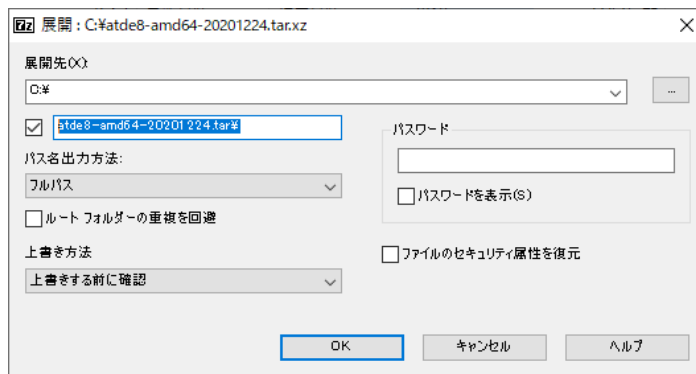 7z 展開 : C:¥atde8-amd64-20201224.tar.xz
展開先(X):
C:¥
...
atde8-amd64-20201224.tar¥
パスワード
パス名出力方法:
フルパス
パスワードを表示(S)
ルート フォルダーの重複を回避
上書き方法
ファイルのセキュリティ属性を復元
上書きする前に確認
OK
キャンセル
ヘルプ